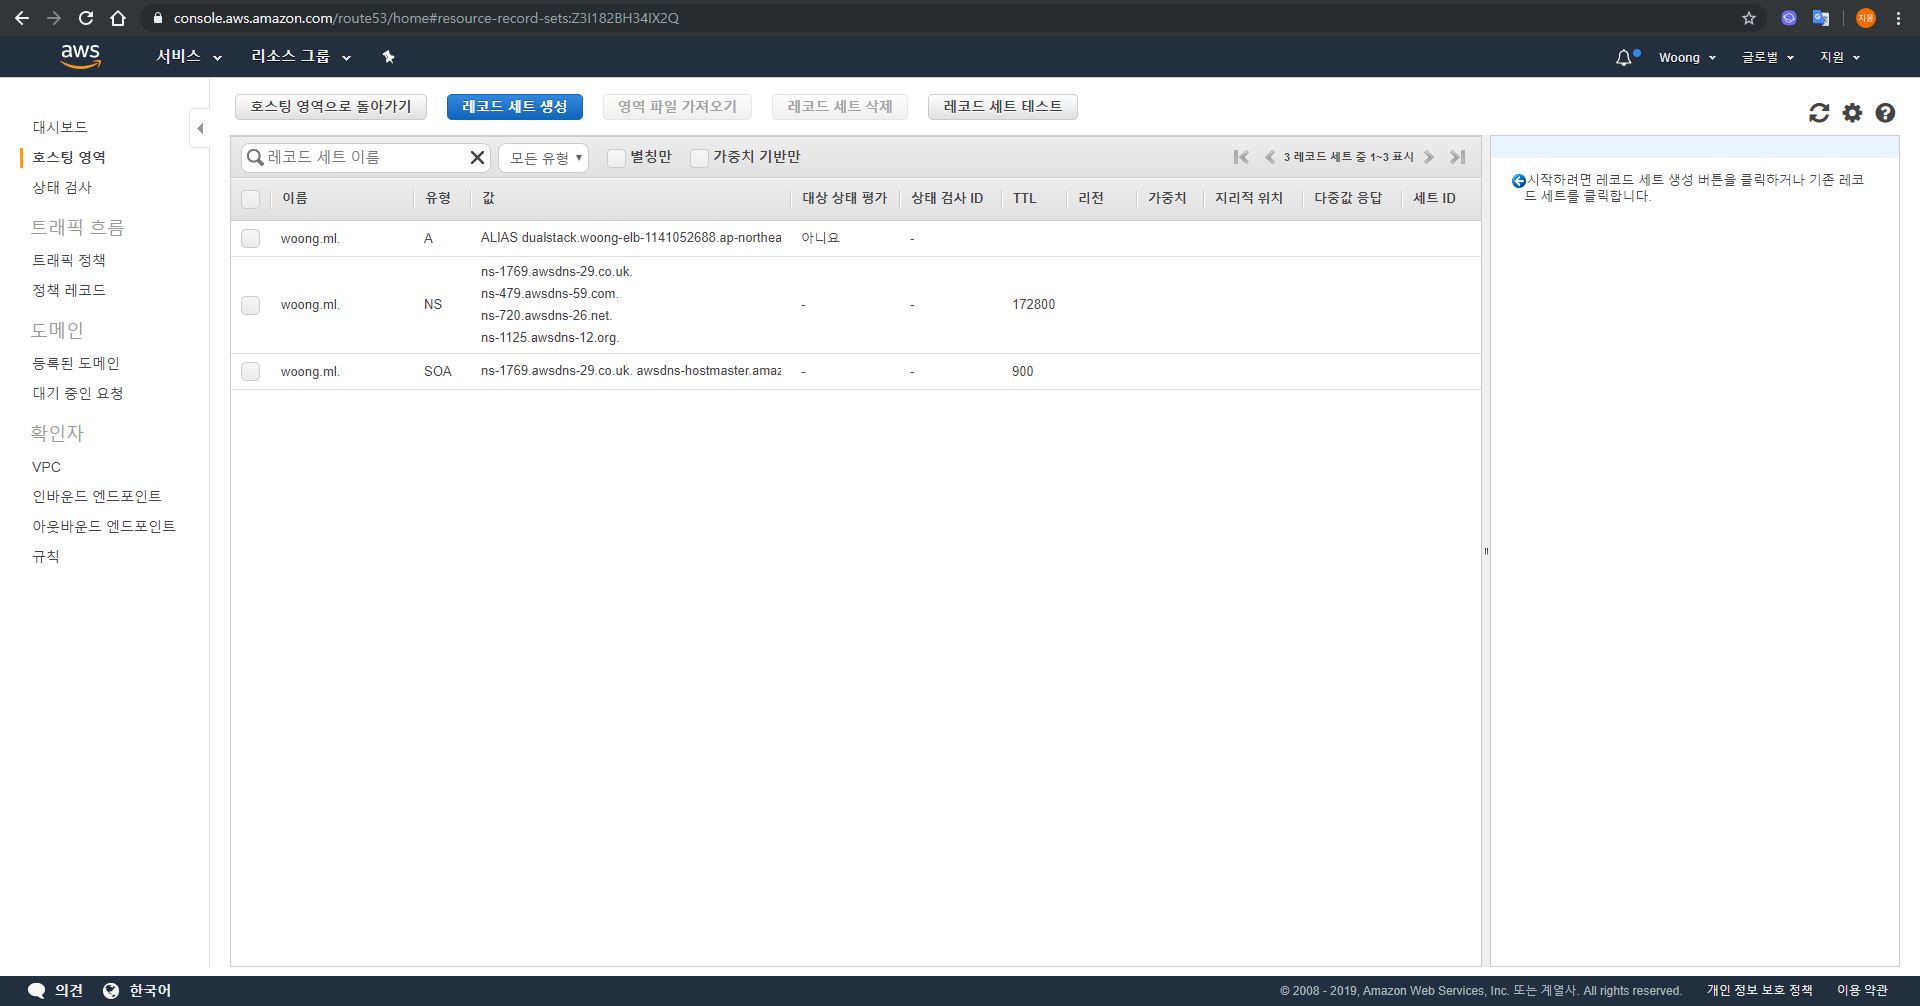 console.aws.amazon.com/route53/home#resource-record-sets:Z3I182BH34IX2Q
지웅
aws
서비스
리소스 그룹
Woong
글로벌
지원
대시보드
호스팅 영역
상태 검사
트래픽 흐름
트래픽 정책
정책 레코드
도메인
등록된 도메인
대기 중인 요청
확인자
VPC
인바운드 엔드포인트
아웃바운드 엔드포인트
규칙
호스팅 영역으로 돌아가기
레코드 세트 생성
영역 파일 가져오기
레코드 세트 삭제
레코드 세트 테스트
레코드 세트 이름
모든 유형
별칭만
가중치 기반만
3 레코드 세트 중 1~3 표시
이름 유형 값 대상 상태 평가 상태 검사 ID TTL 리전 가중치 지리적 위치 다중값 응답 세트 ID
woong.ml. A ALIAS dualstack.woong-elb-1141052688.ap-northea 아니요 -
ns-1769.awsdns-29.co.uk.
ns-479.awsdns-59.com.
woong.ml. NS - - 172800
ns-720.awsdns-26.net.
ns-1125.awsdns-12.org.
woong.ml. SOA ns-1769.awsdns-29.co.uk. awsdns-hostmaster.amaz - - 900
시작하려면 레코드 세트 생성 버튼을 클릭하거나 기존 레코
드 세트를 클릭합니다.
의견
한국어
© 2008 - 2019, Amazon Web Services, Inc. 또는 계열사. All rights reserved.
개인 정보 보호 정책
이용 약관